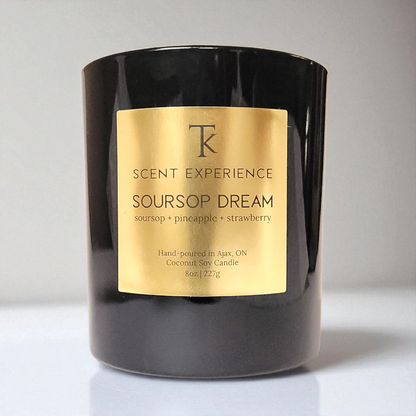 TK
SCENT EXPERIENCE
SOURSOP DREAM
soursop + pineapple + strawberry
Hand-poured in Ajax, ON
Coconut Soy Candle
8oz | 227g